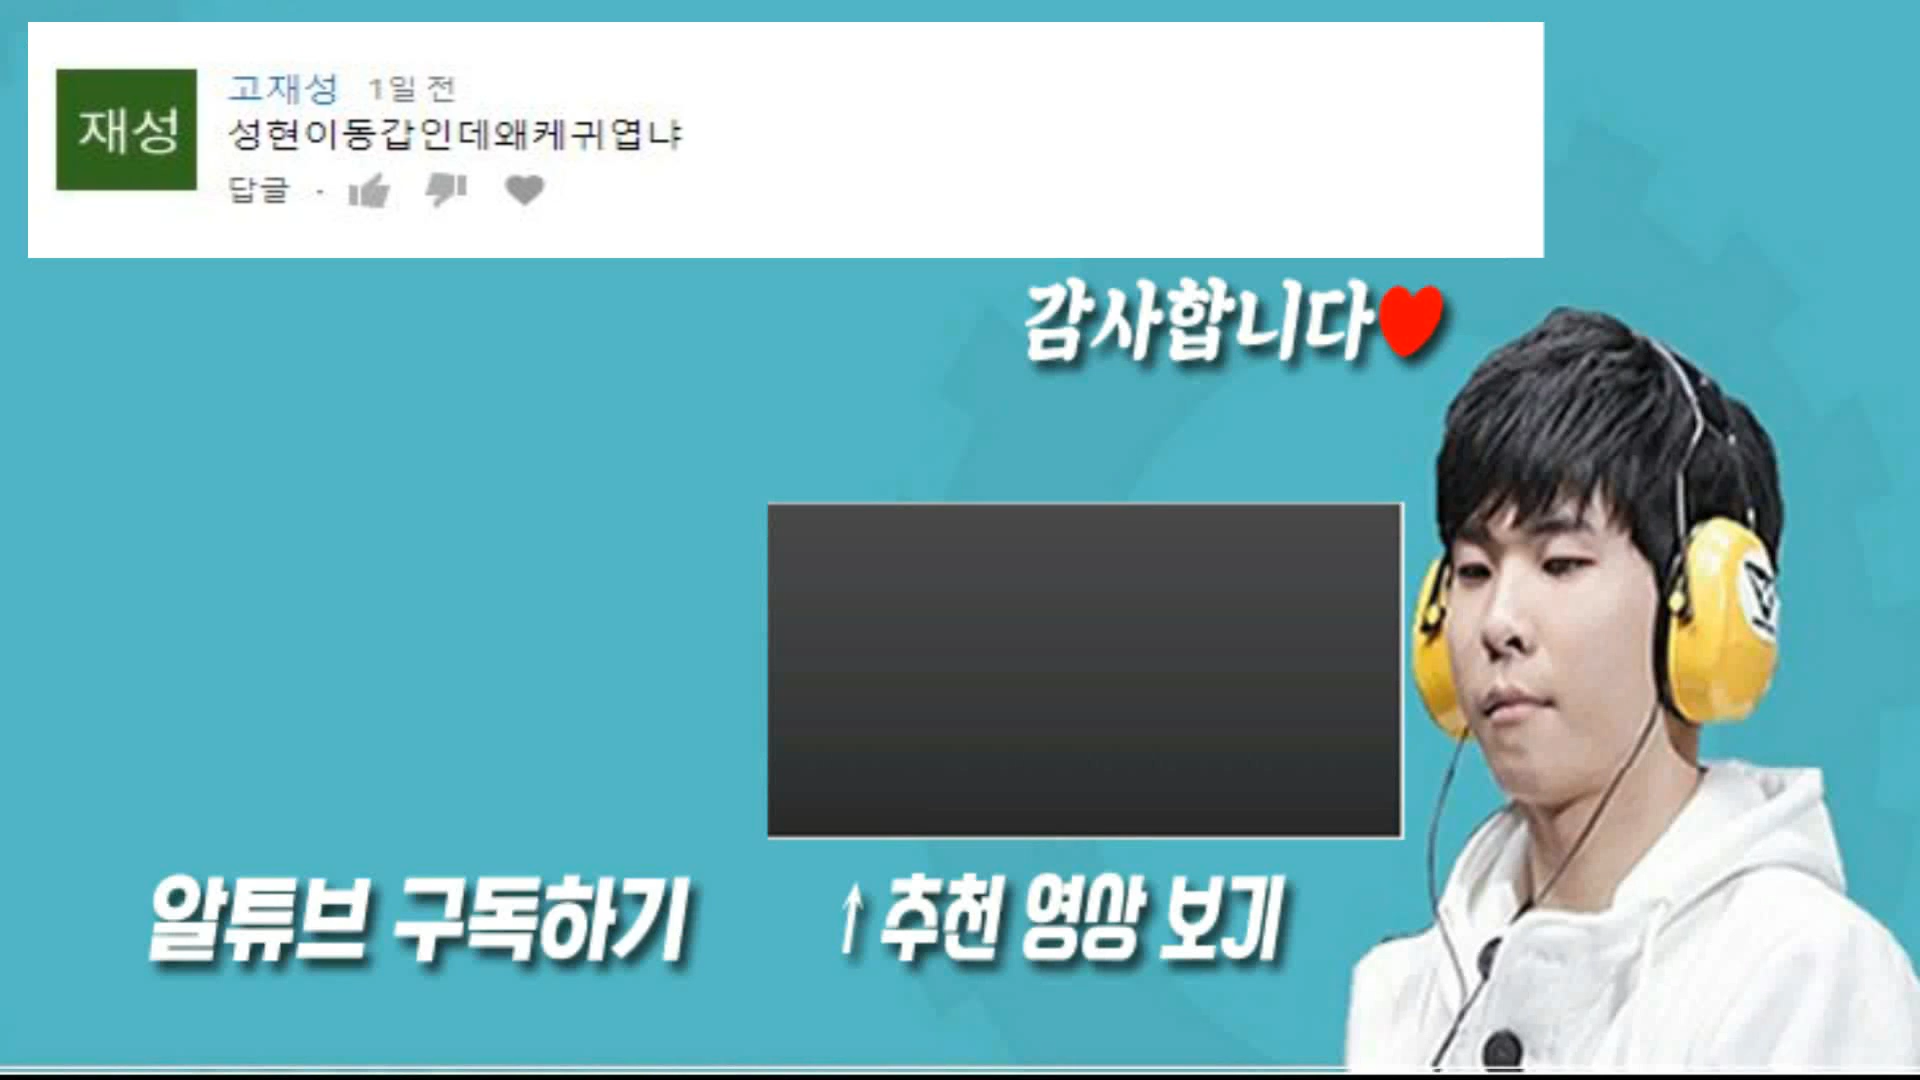 재성
고재성 1일 전
성현이동갑인데왜케귀엽냐
답글 ·
감사합니다♥
알튜브 구독하기
↑추천 영상 보기